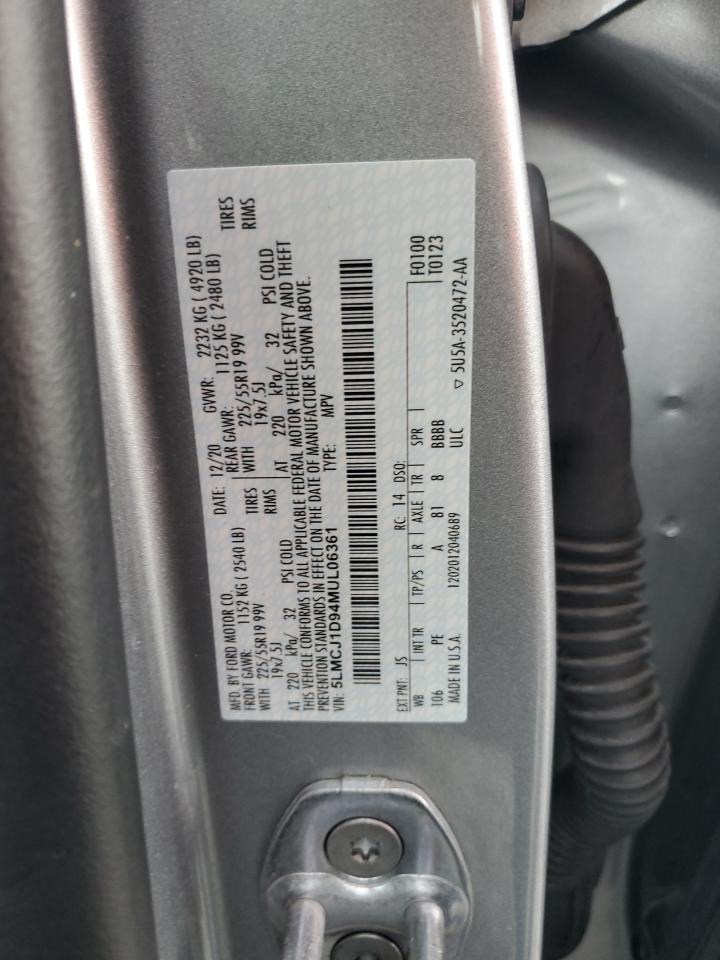 MFD. BY FORD MOTOR CO.
DATE: 12/20 GVWR: 2232 KG ( 4920 LB)
FRONT GAWR: 1152 KG ( 2540 LB)
REAR GAWR: 1125 KG ( 2480 LB)
WITH 225/55R19 99V TIRES
WITH 225/55R19 99V TIRES
19x7.5J RIMS
19x7.5J RIMS
AT 220 kPa/ 32 PSI COLD
AT 220 kPa/ 32 PSI COLD
THIS VEHICLE CONFORMS TO ALL APPLICABLE FEDERAL MOTOR VEHICLE SAFETY AND THEFT
PREVENTION STANDARDS IN EFFECT ON THE DATE OF MANUFACTURE SHOWN ABOVE.
VIN: 5LMCJ1D94MUL06361 TYPE: MPV
EXT PNT: JS RC: 14 DSO:
WB INT TR TP/PS R AXLE TR SPR F0100
106 PE A 81 8 BBBB T0123
MADE IN U.S.A. 1202012040689 ULC
▽ 5U5A-3520472-AA